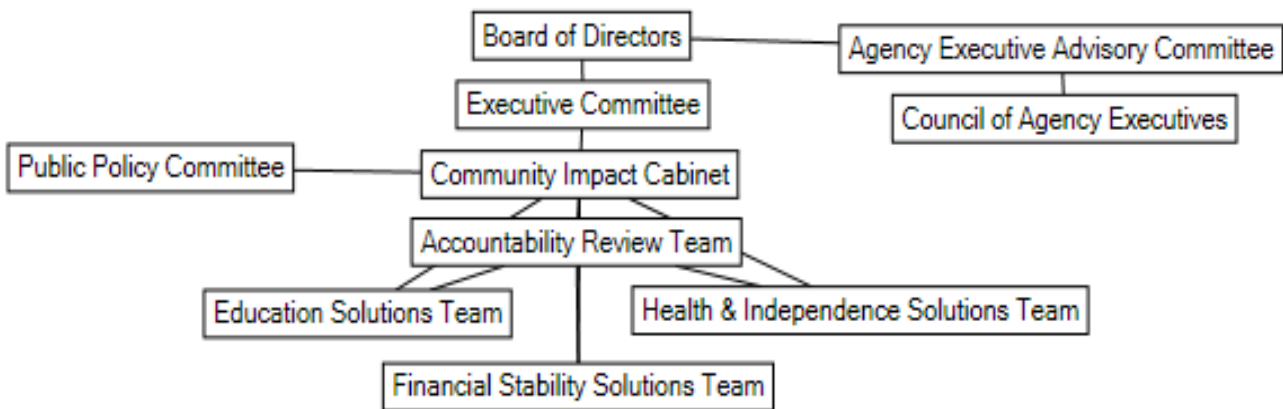 Board of Directors
Agency Executive Advisory Committee
Executive Committee
Council of Agency Executives
Public Policy Committee
Community Impact Cabinet
Accountability Review Team
Education Solutions Team
Health & Independence Solutions Team
Financial Stability Solutions Team